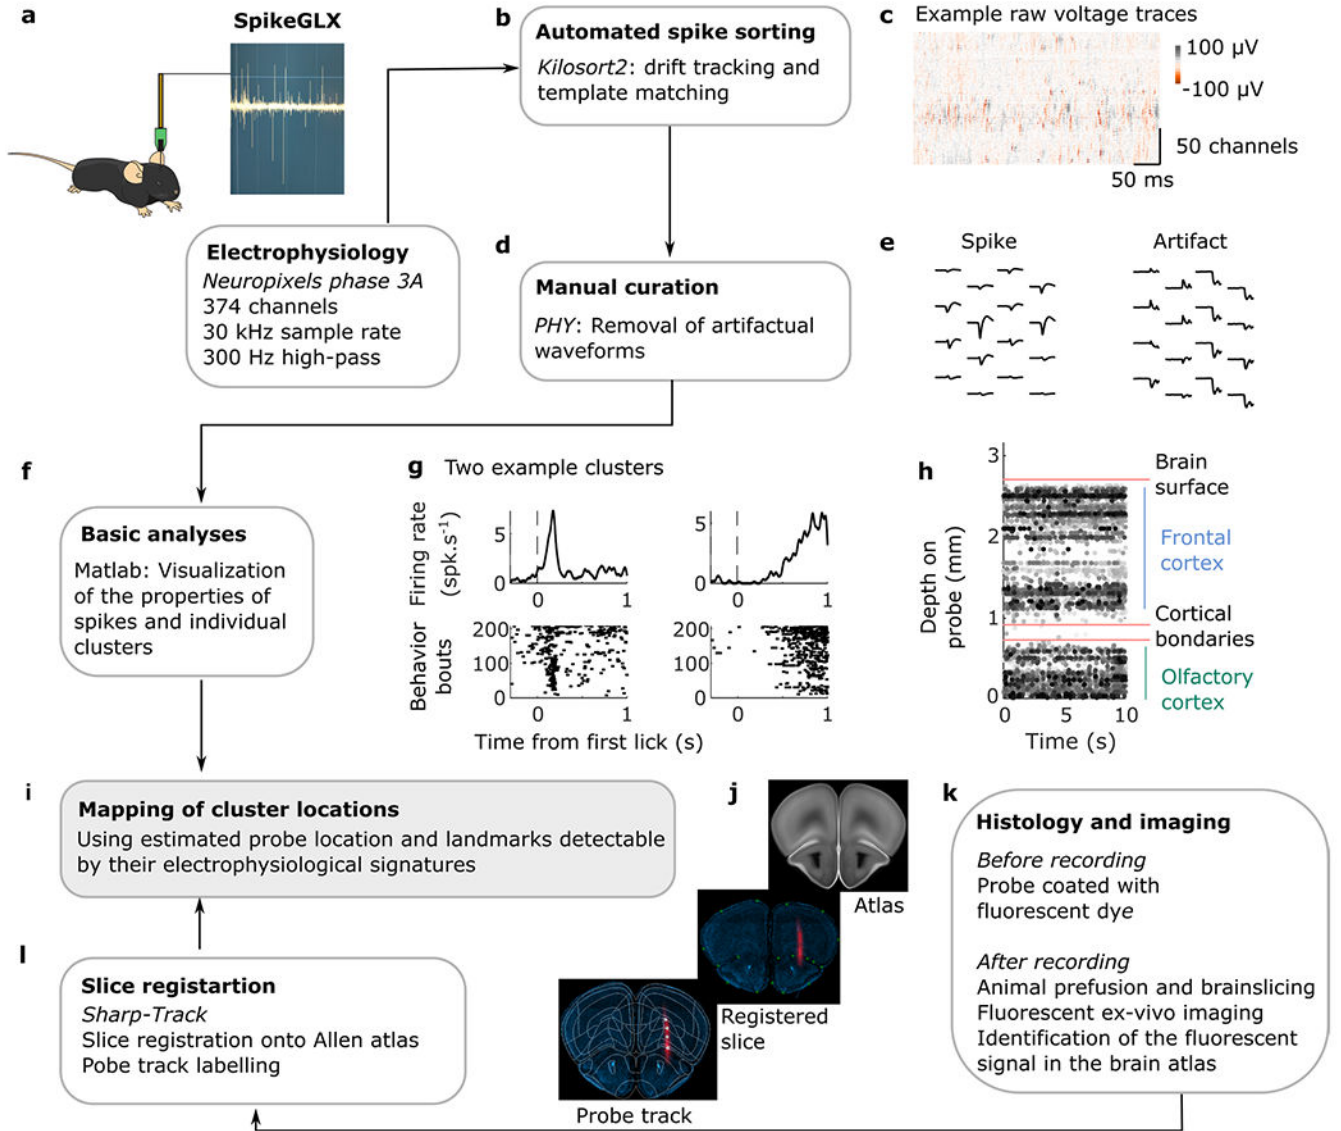 a
SpikeGLX
Electrophysiology
Neuropixels phase 3A
374 channels
30 kHz sample rate
300 Hz high-pass
b
Automated spike sorting
Kilosort2: drift tracking and
template matching
c
Example raw voltage traces
100 μV
-100 μV
50 channels
50 ms
d
Manual curation
PHY: Removal of artifactual
waveforms
e
Spike
Artifact
f
Basic analyses
Matlab: Visualization
of the properties of
spikes and individual
clusters
g
Two example clusters
Firing rate
(spk.s-1)
5
0
0
1
5
0
0
1
Behavior
bouts
200
100
0
0
1
200
100
0
0
1
Time from first lick (s)
h
Depth on
probe (mm)
3
2
1
0
0
5
10
Time (s)
Brain
surface
Frontal
cortex
Cortical
bondaries
Olfactory
cortex
i
Mapping of cluster locations
Using estimated probe location and landmarks detectable
by their electrophysiological signatures
j
Atlas
Registered
slice
Probe track
k
Histology and imaging
Before recording
Probe coated with
fluorescent dye
After recording
Animal prefusion and brainslicing
Fluorescent ex-vivo imaging
Identification of the fluorescent
signal in the brain atlas
l
Slice registartion
Sharp-Track
Slice registration onto Allen atlas
Pobe track labelling